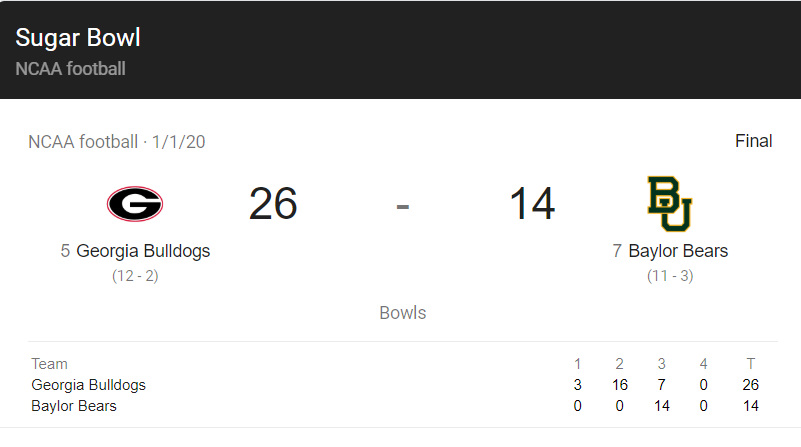 Sugar Bowl
NCAA football
NCAA football · 1/1/20 Final
G 26 - 14 BU
5 Georgia Bulldogs 7 Baylor Bears
(12 - 2) (11 - 3)
Bowls
Team 1 2 3 4 T
Georgia Bulldogs 3 16 7 0 26
Baylor Bears 0 0 14 0 14